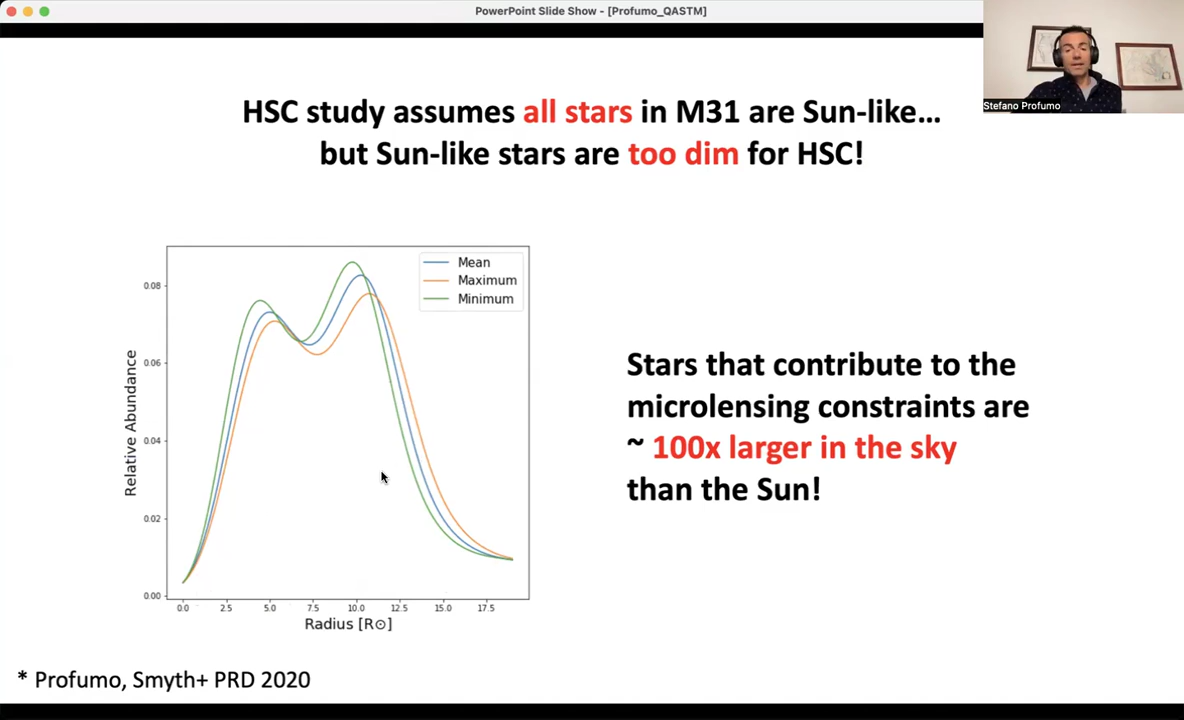 PowerPoint Slide Show - [Profumo_QASTM]
Stefano Profumo
HSC study assumes all stars in M31 are Sun-like…
but Sun-like stars are too dim for HSC!
Mean
Maximum
Minimum
0.08
0.06
0.04
0.02
0.00
Relative Abundance
0.0 2.5 5.0 7.5 10.0 12.5 15.0 17.5
Radius [R⊙]
Stars that contribute to the
microlensing constraints are
~ 100x larger in the sky
than the Sun!
* Profumo, Smyth+ PRD 2020